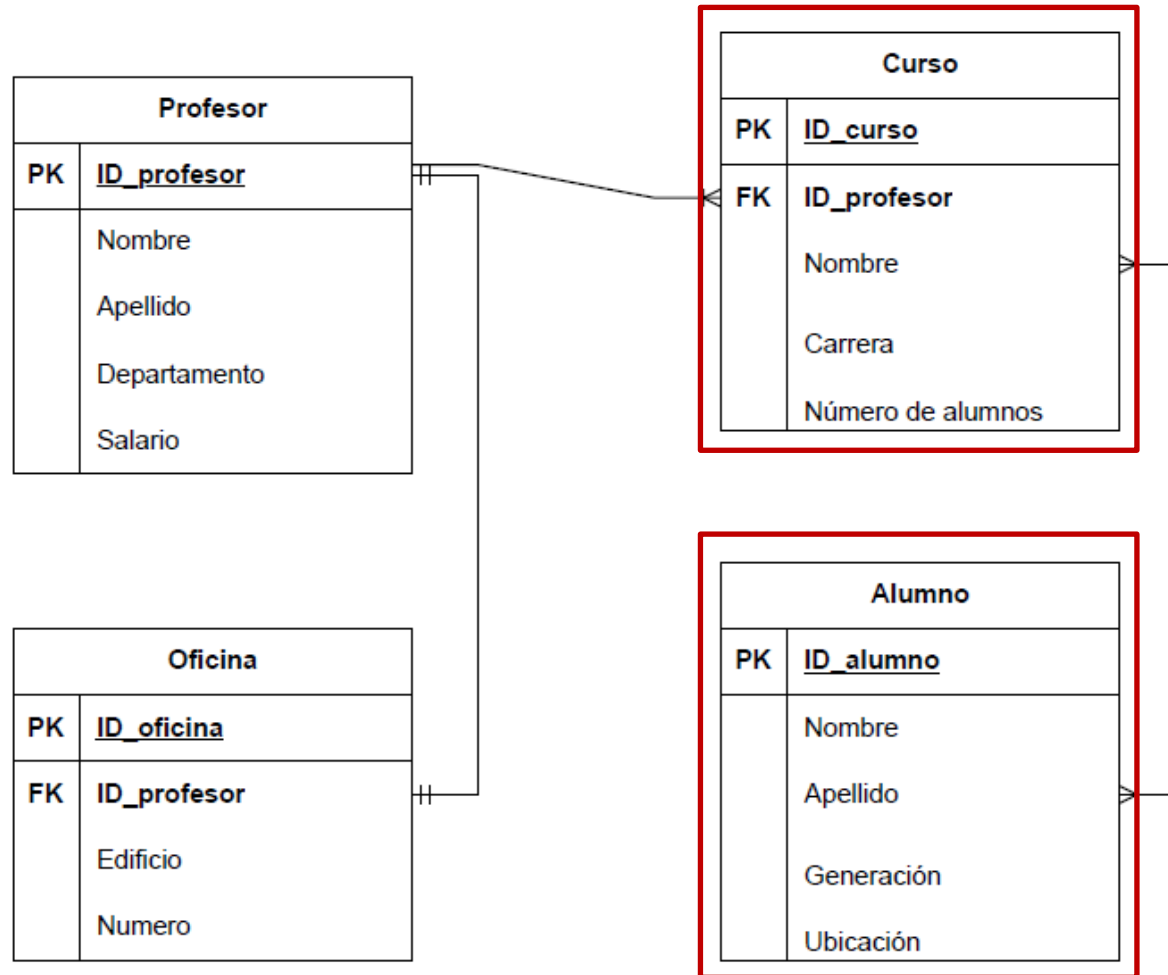 Profesor
PK ID_profesor
Nombre
Apellido
Departamento
Salario
Curso
PK ID_curso
FK ID_profesor
Nombre
Carrera
Número de alumnos
Oficina
PK ID_oficina
FK ID_profesor
Edificio
Numero
Alumno
PK ID_alumno
Nombre
Apellido
Generación
Ubicación